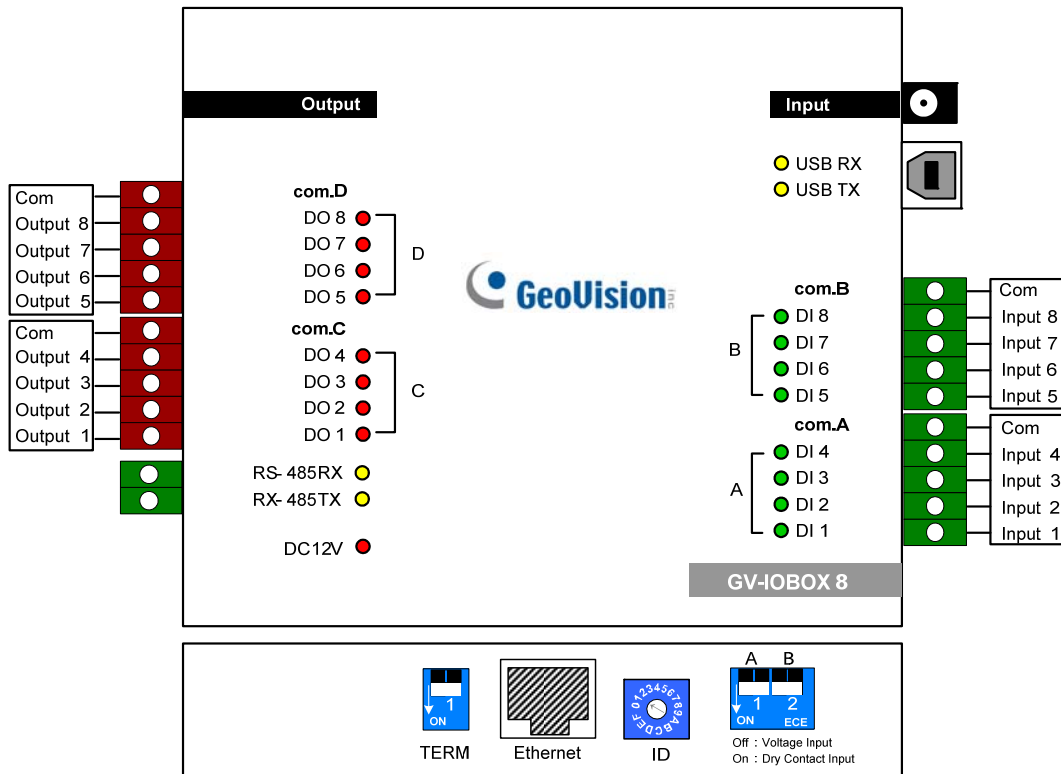 Output
Input
USB RX
USB TX
Com
Output 8
Output 7
Output 6
Output 5
Com
Output 4
Output 3
Output 2
Output 1
com.D
DO 8
DO 7
DO 6
DO 5
D
com.C
DO 4
DO 3
DO 2
DO 1
C
RS- 485RX
RX- 485TX
DC12V
GeoVision Inc
com.B
DI 8
DI 7
DI 6
DI 5
B
com.A
DI 4
DI 3
DI 2
DI 1
A
Com
Input 8
Input 7
Input 6
Input 5
Com
Input 4
Input 3
Input 2
Input 1
GV-IOBOX 8
1
ON
TERM
Ethernet
0123456789ABCDEF
ID
A B
1 2
ON ECE
Off : Voltage Input
On : Dry Contact Input